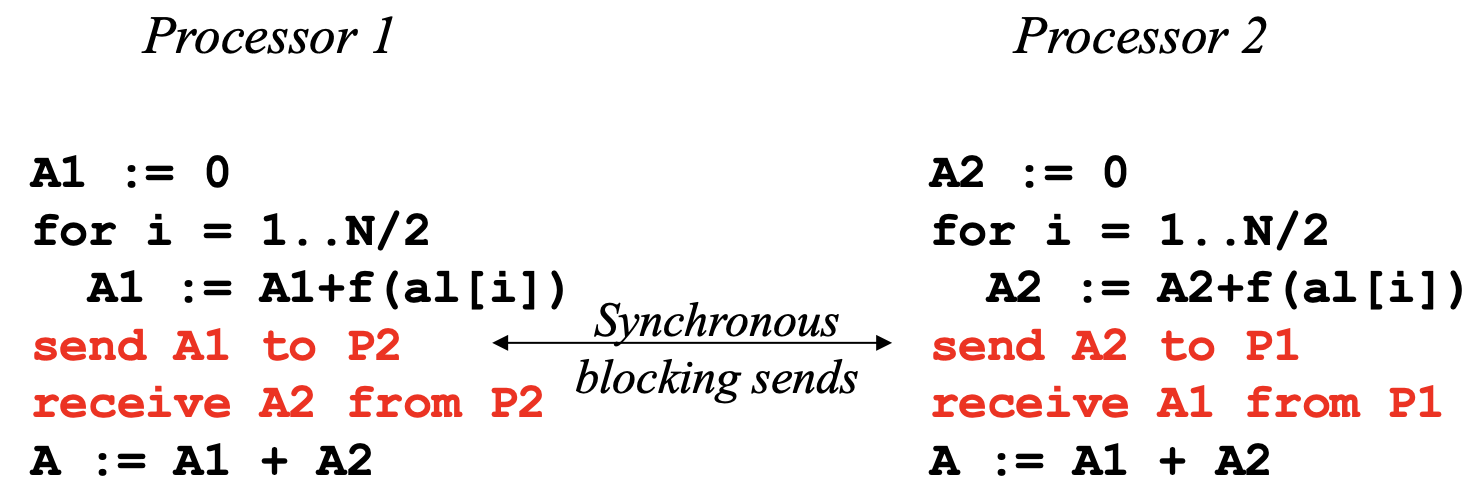 Processor 1
Processor 2
A1 := 0
for i = 1..N/2
A1 := A1+f(al[i])
send A1 to P2
receive A2 from P2
A := A1 + A2
Synchronous
blocking sends
A2 := 0
for i = 1..N/2
A2 := A2+f(al[i])
send A2 to P1
receive A1 from P1
A := A1 + A2